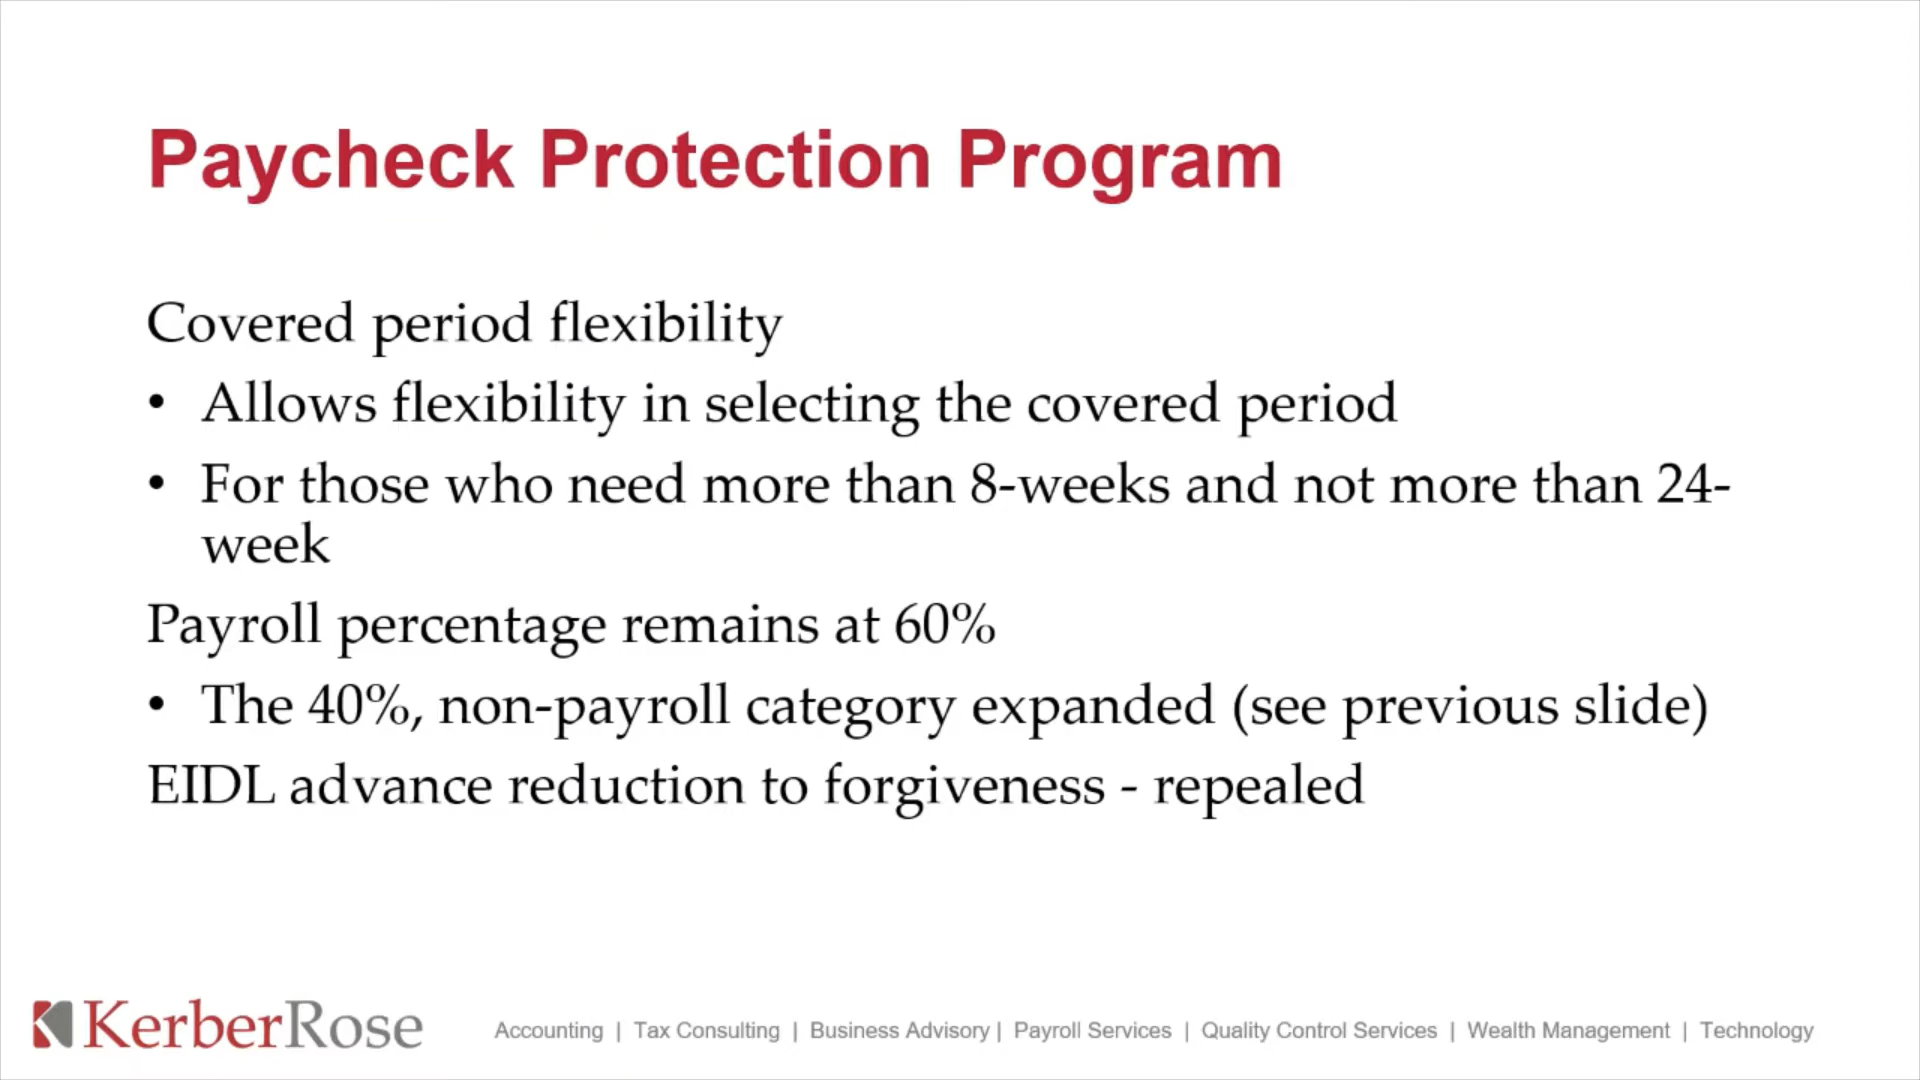 Paycheck Protection Program
Covered period flexibility
• Allows flexibility in selecting the covered period
• For those who need more than 8-weeks and not more than 24-
week
Payroll percentage remains at 60%
• The 40%, non-payroll category expanded (see previous slide)
EIDL advance reduction to forgiveness - repealed
KerberRose
Accounting | Tax Consulting | Business Advisory | Payroll Services | Quality Control Services | Wealth Management | Technology